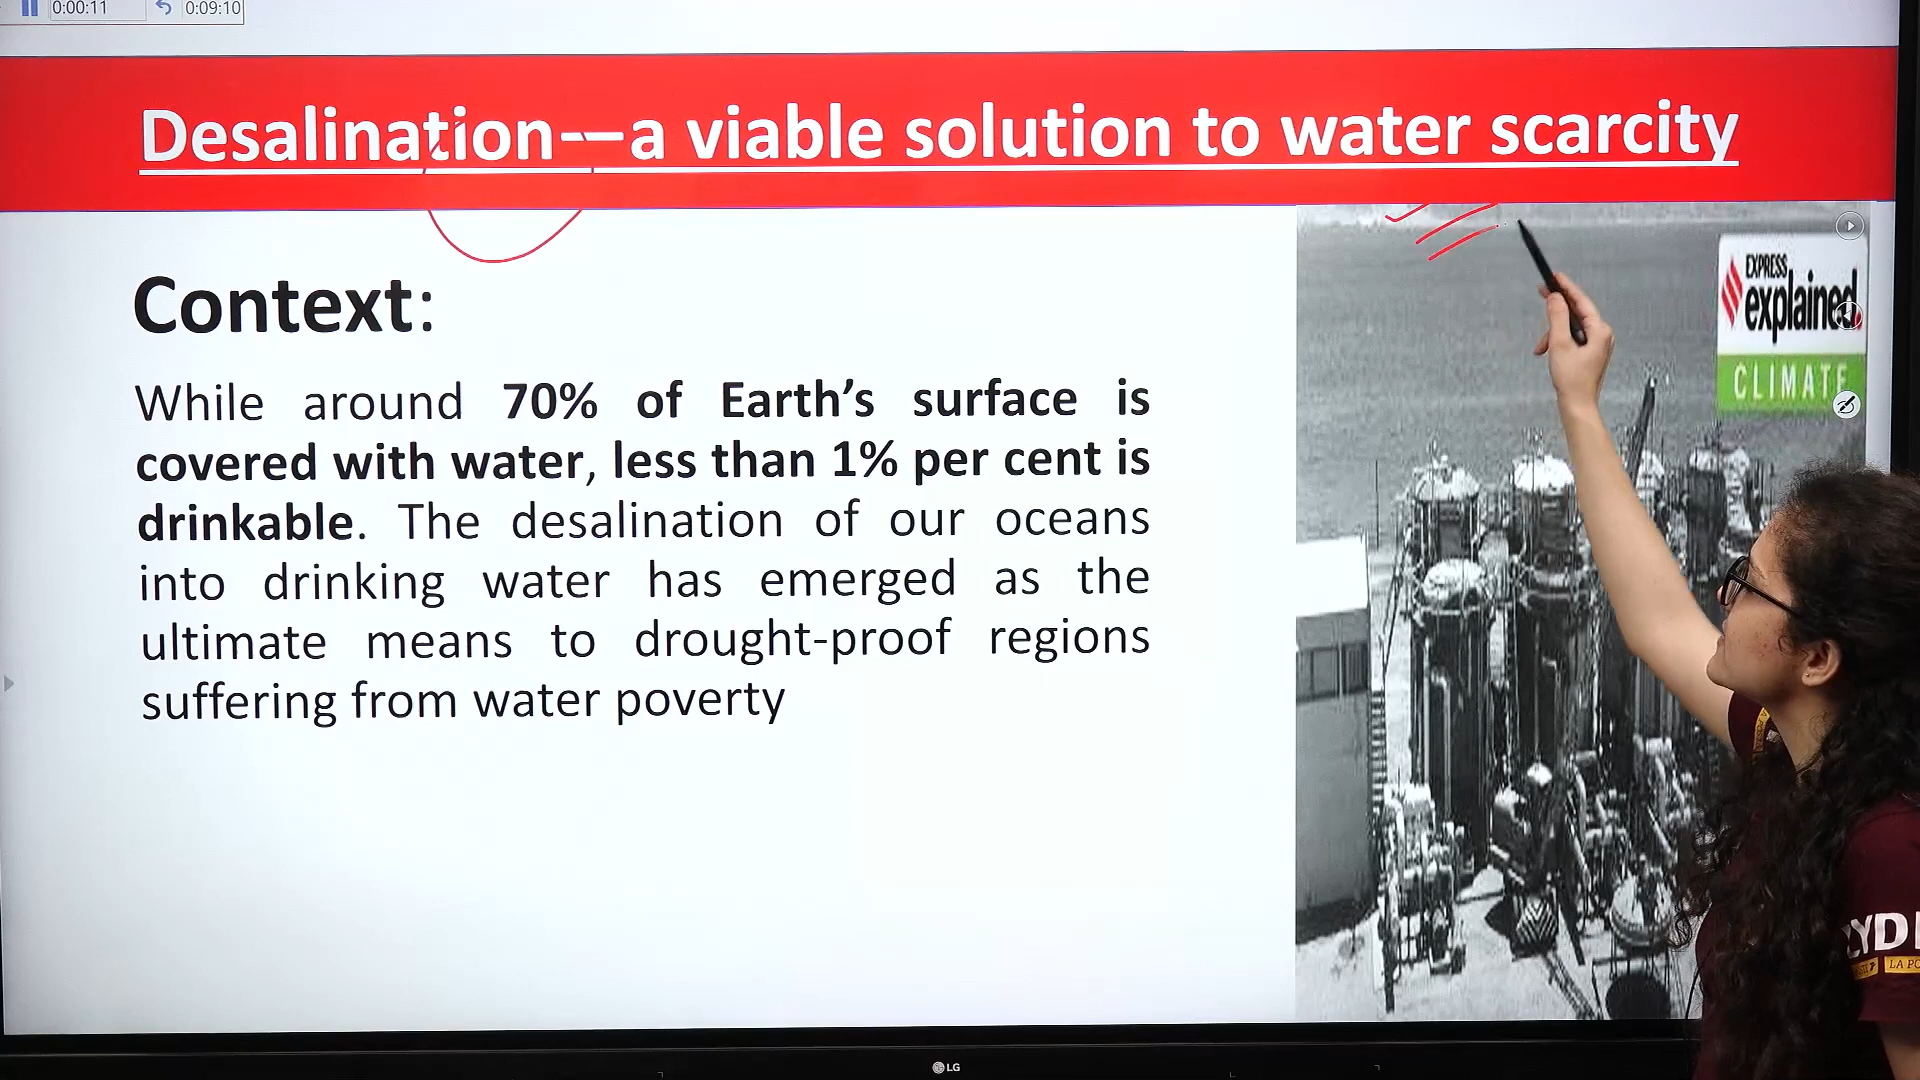 0:00:11
0:09:10
Desalination—a viable solution to water scarcity
Context:
While around 70% of Earth’s surface is
covered with water, less than 1% per cent is
drinkable. The desalination of our oceans
into drinking water has emerged as the
ultimate means to drought-proof regions
suffering from water poverty
EXPRESS
explained.
CLIMATE
LG